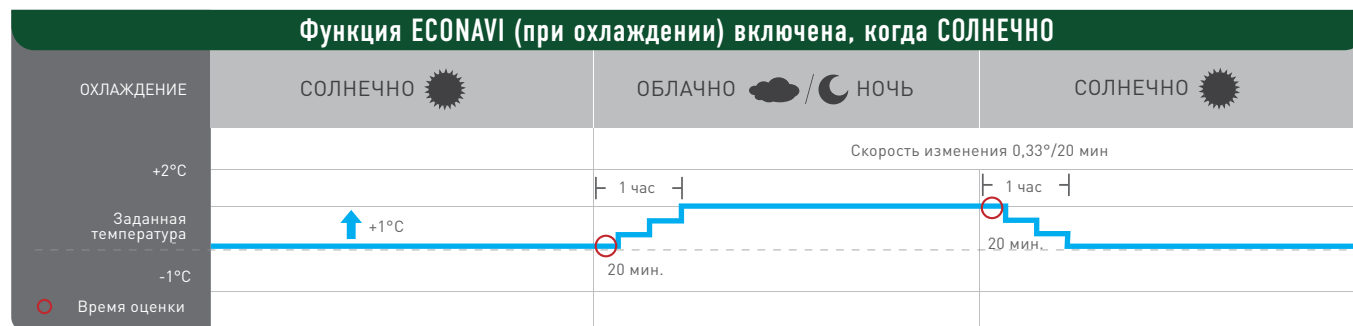 Функция ECONAVI (при охлаждении) включена, когда СОЛНЕЧНО
ОХЛАЖДЕНИЕ
СОЛНЕЧНО
ОБЛАЧНО / НОЧЬ
СОЛНЕЧНО
Скорость изменения 0,33°/20 мин
+2°C
1 час
1 час
Заданная
температура
+1°C
20 мин.
20 мин.
-1°C
Время оценки